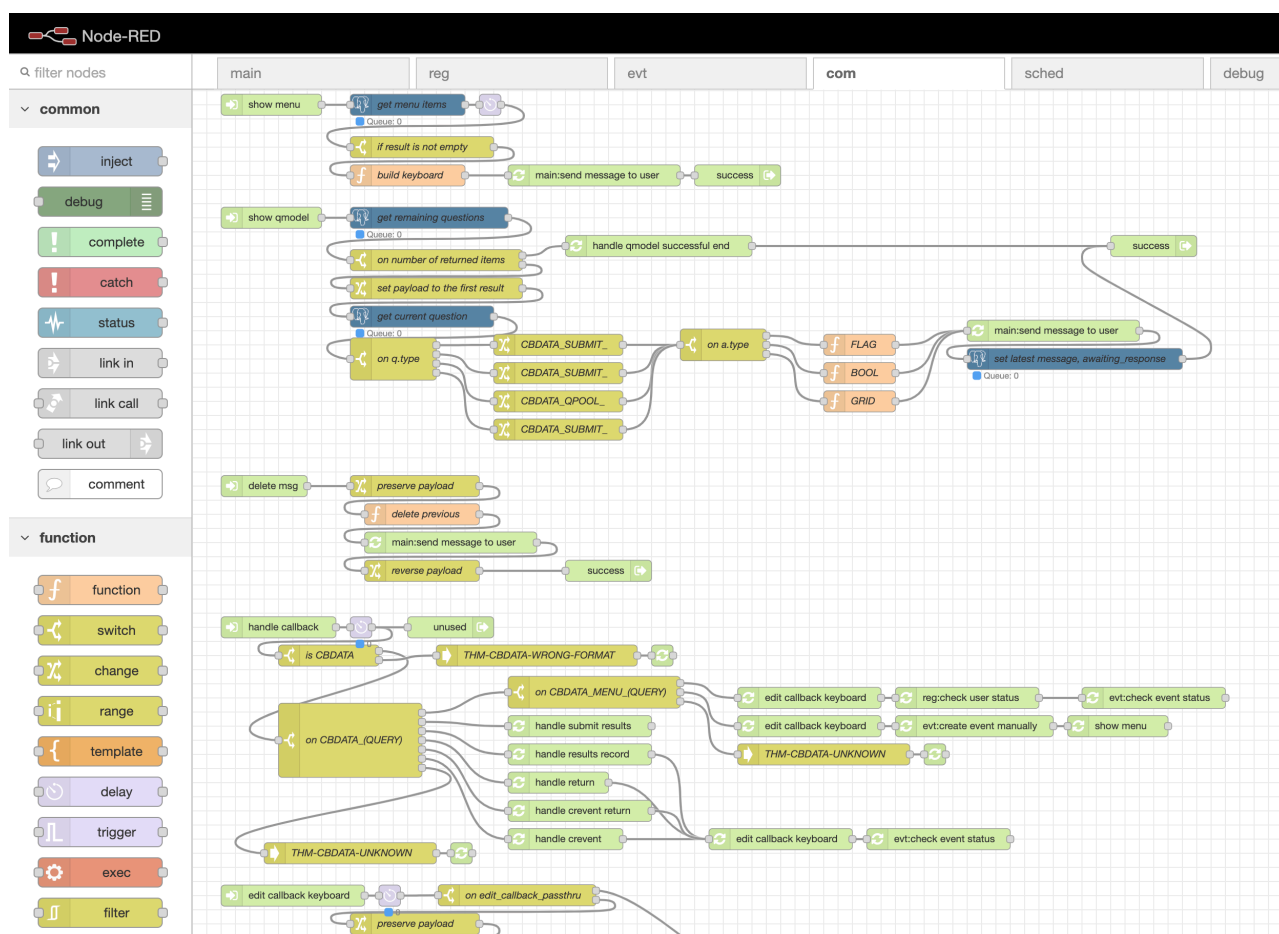 Node-RED
filter nodes
main
reg
evt
com
sched
debug
common
inject
debug
complete
catch
status
link in
link call
link out
comment
function
function
switch
change
range
template
delay
trigger
exec
filter
show menu
get menu items
Queue: 0
if result is not empty
build keyboard
main:send message to user
success
show qmodel
get remaining questions
Queue: 0
on number of returned items
handle qmodel successful end
success
set payload to the first result
get current question
Queue: 0
on q.type
CBDATA_SUBMIT_
CBDATA_SUBMIT_
CBDATA_QPOOL_
CBDATA_SUBMIT_
on a.type
FLAG
BOOL
GRID
main:send message to user
set latest message, awaiting_response
Queue: 0
delete msg
preserve payload
delete previous
main:send message to user
reverse payload
success
handle callback
0
unused
is CBDATA
THM-CBDATA-WRONG-FORMAT
on CBDATA_(QUERY)
on CBDATA_MENU_(QUERY)
edit callback keyboard
reg:check user status
evt:check event status
handle submit results
edit callback keyboard
evt:create event manually
show menu
handle results record
THM-CBDATA-UNKNOWN
handle return
handle crevent return
handle crevent
edit callback keyboard
evt:check event status
THM-CBDATA-UNKNOWN
edit callback keyboard
0
on edit_callback_passthru
preserve payload